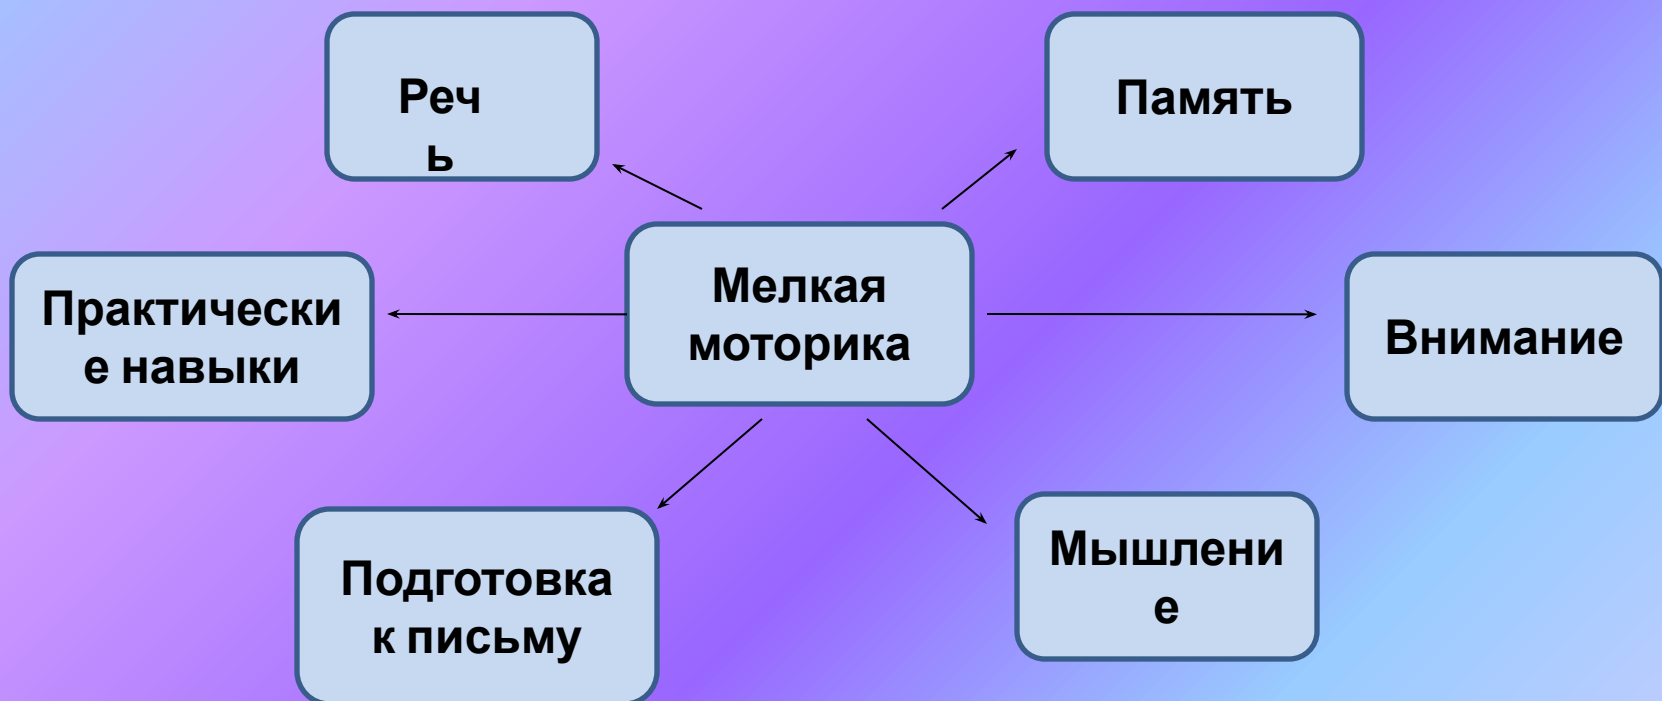 Реч
ь
Память
Мелкая
моторика
Практически
е навыки
Внимание
Подготовка
к письму
Мышлени
е